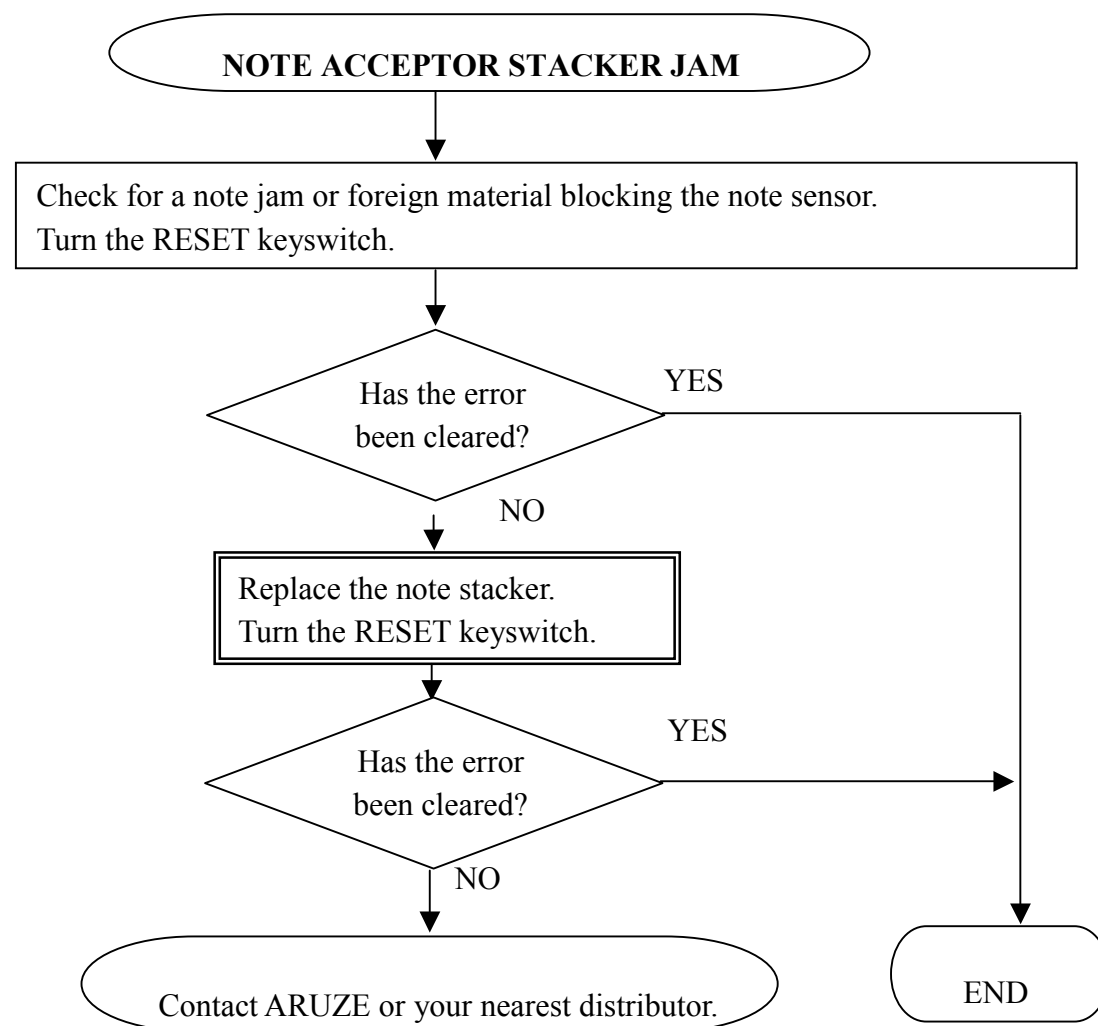 NOTE ACCEPTOR STACKER JAM
Check for a note jam or foreign material blocking the note sensor.
Turn the RESET keyswitch.
Has the error
been cleared?
YES
NO
Replace the note stacker.
Turn the RESET keyswitch.
Has the error
been cleared?
YES
NO
Contact ARUZE or your nearest distributor.
END